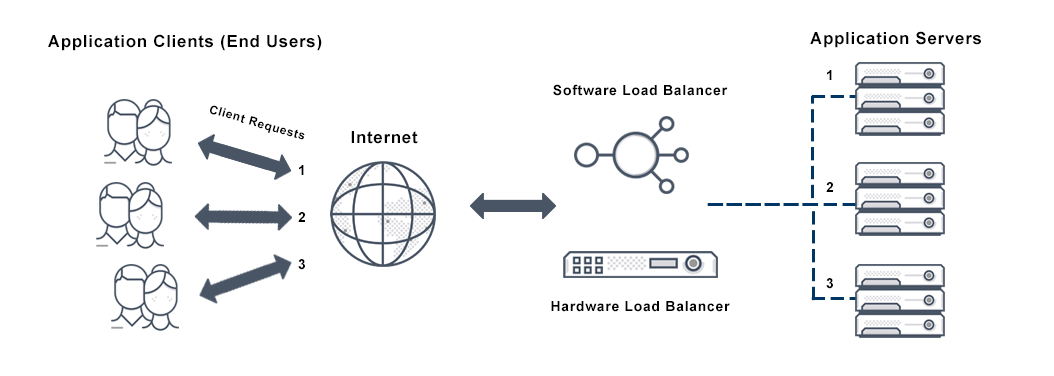 Application Clients (End Users)
Application Servers
Client Requests
Internet
Software Load Balancer
Hardware Load Balancer
1
2
3
1
2
3